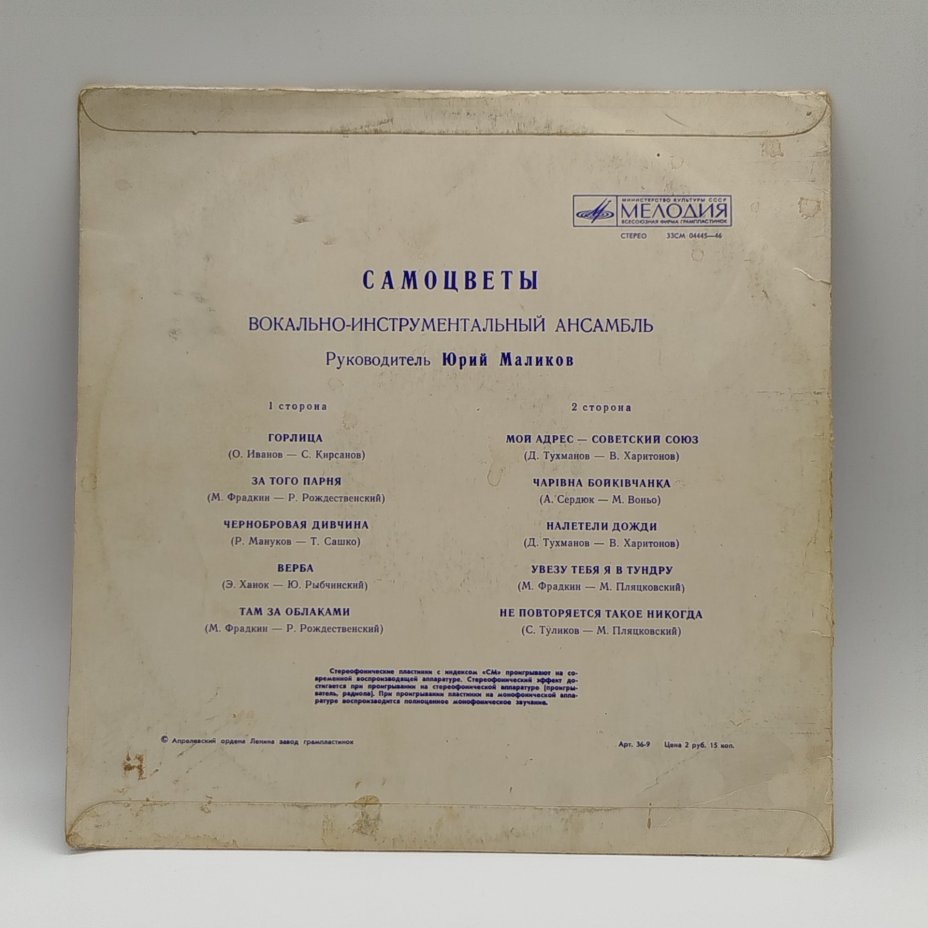 МИНИСТЕРСТВО КУЛЬТУРЫ СССР
МЕЛОДИЯ
ВСЕСОЮЗНАЯ ФИРМА ГРАМПЛАСТИНОК
СТЕРЕО 33СМ 04445—46
САМОЦВЕТЫ
ВОКАЛЬНО-ИНСТРУМЕНТАЛЬНЫЙ АНСАМБЛЬ
Руководитель Юрий Маликов
1 сторона
ГОРЛИЦА
(О. Иванов — С. Кирсанов)
ЗА ТОГО ПАРНЯ
(М. Фрадкин — Р. Рождественский)
ЧЕРНОБРОВАЯ ДИВЧИНА
(Р. Мануков — Т. Сашко)
ВЕРБА
(Э. Ханок — Ю. Рыбчинский)
ТАМ ЗА ОБЛАКАМИ
(М. Фрадкин — Р. Рождественский)
2 сторона
МОЙ АДРЕС — СОВЕТСКИЙ СОЮЗ
(Д. Тухманов — В. Харитонов)
ЧАРІВНА БОЙКІВЧАНКА
(А. Сердюк — М. Воньо)
НАЛЕТЕЛИ ДОЖДИ
(Д. Тухманов — В. Харитонов)
УВЕЗУ ТЕБЯ Я В ТУНДРУ
(М. Фрадкин — М. Пляцковский)
НЕ ПОВТОРЯЕТСЯ ТАКОЕ НИКОГДА
(С. Туликов — М. Пляцковский)
Стереофонические пластинки с индексом «СМ» проигрывают на со-
временной воспроизводящей аппаратуре. Стереофонический эффект до-
стигается при проигрывании на стереофонической аппаратуре (проигры-
ватель, радиола). При проигрывании пластинки на монофонической аппа-
ратуре воспроизводится полноценное монофоническое звучание.
© Апрелевский ордена Ленина завод грампластинок
Арт. 36-9 Цена 2 руб. 15 коп.